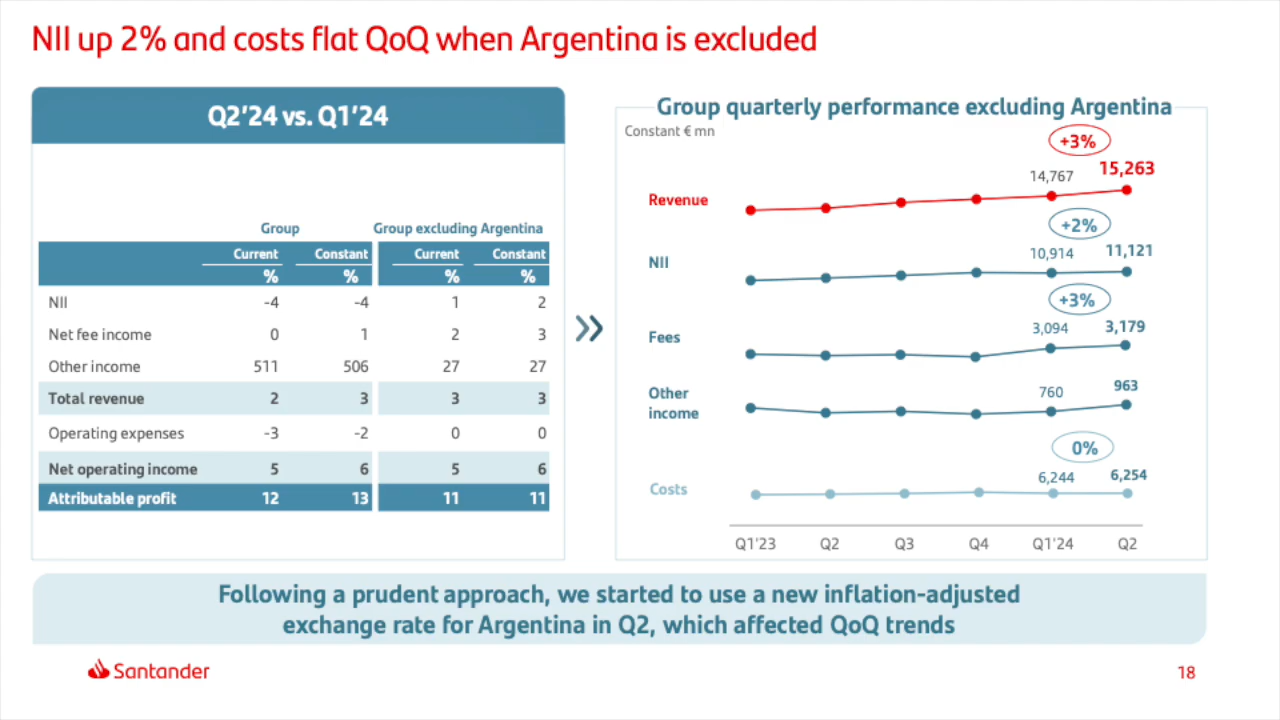 NII up 2% and costs flat QoQ when Argentina is excluded
Q2'24 vs. Q1'24
Group Group excluding Argentina
Current Constant Current Constant
% % % %
NII -4 -4 1 2
Net fee income 0 1 2 3
Other income 511 506 27 27
Total revenue 2 3 3 3
Operating expenses -3 -2 0 0
Net operating income 5 6 5 6
Attributable profit 12 13 11 11
Group quarterly performance excluding Argentina
Constant € mn
+3%
14,767 15,263
Revenue
+2%
10,914 11,121
NII
+3%
3,094 3,179
Fees
Other
income
760 963
0%
6,244 6,254
Costs
Q1'23 Q2 Q3 Q4 Q1'24 Q2
Following a prudent approach, we started to use a new inflation-adjusted
exchange rate for Argentina in Q2, which affected QoQ trends
Santander
18